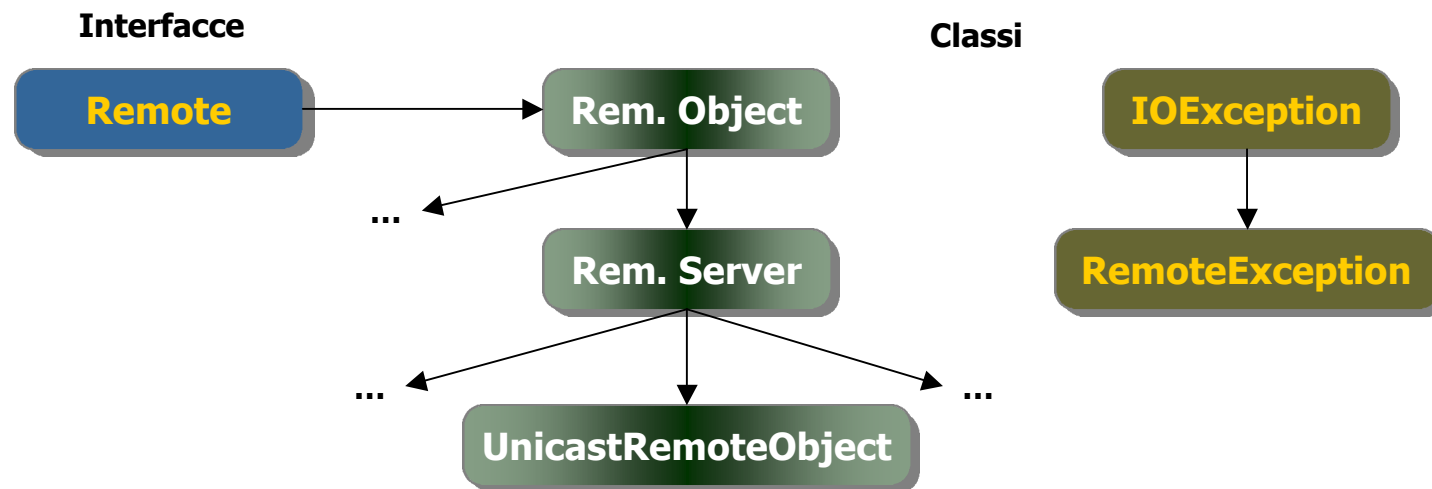 Interfacce
Classi
Remote
Rem. Object
IOException
...
Rem. Server
RemoteException
...
...
UnicastRemoteObject